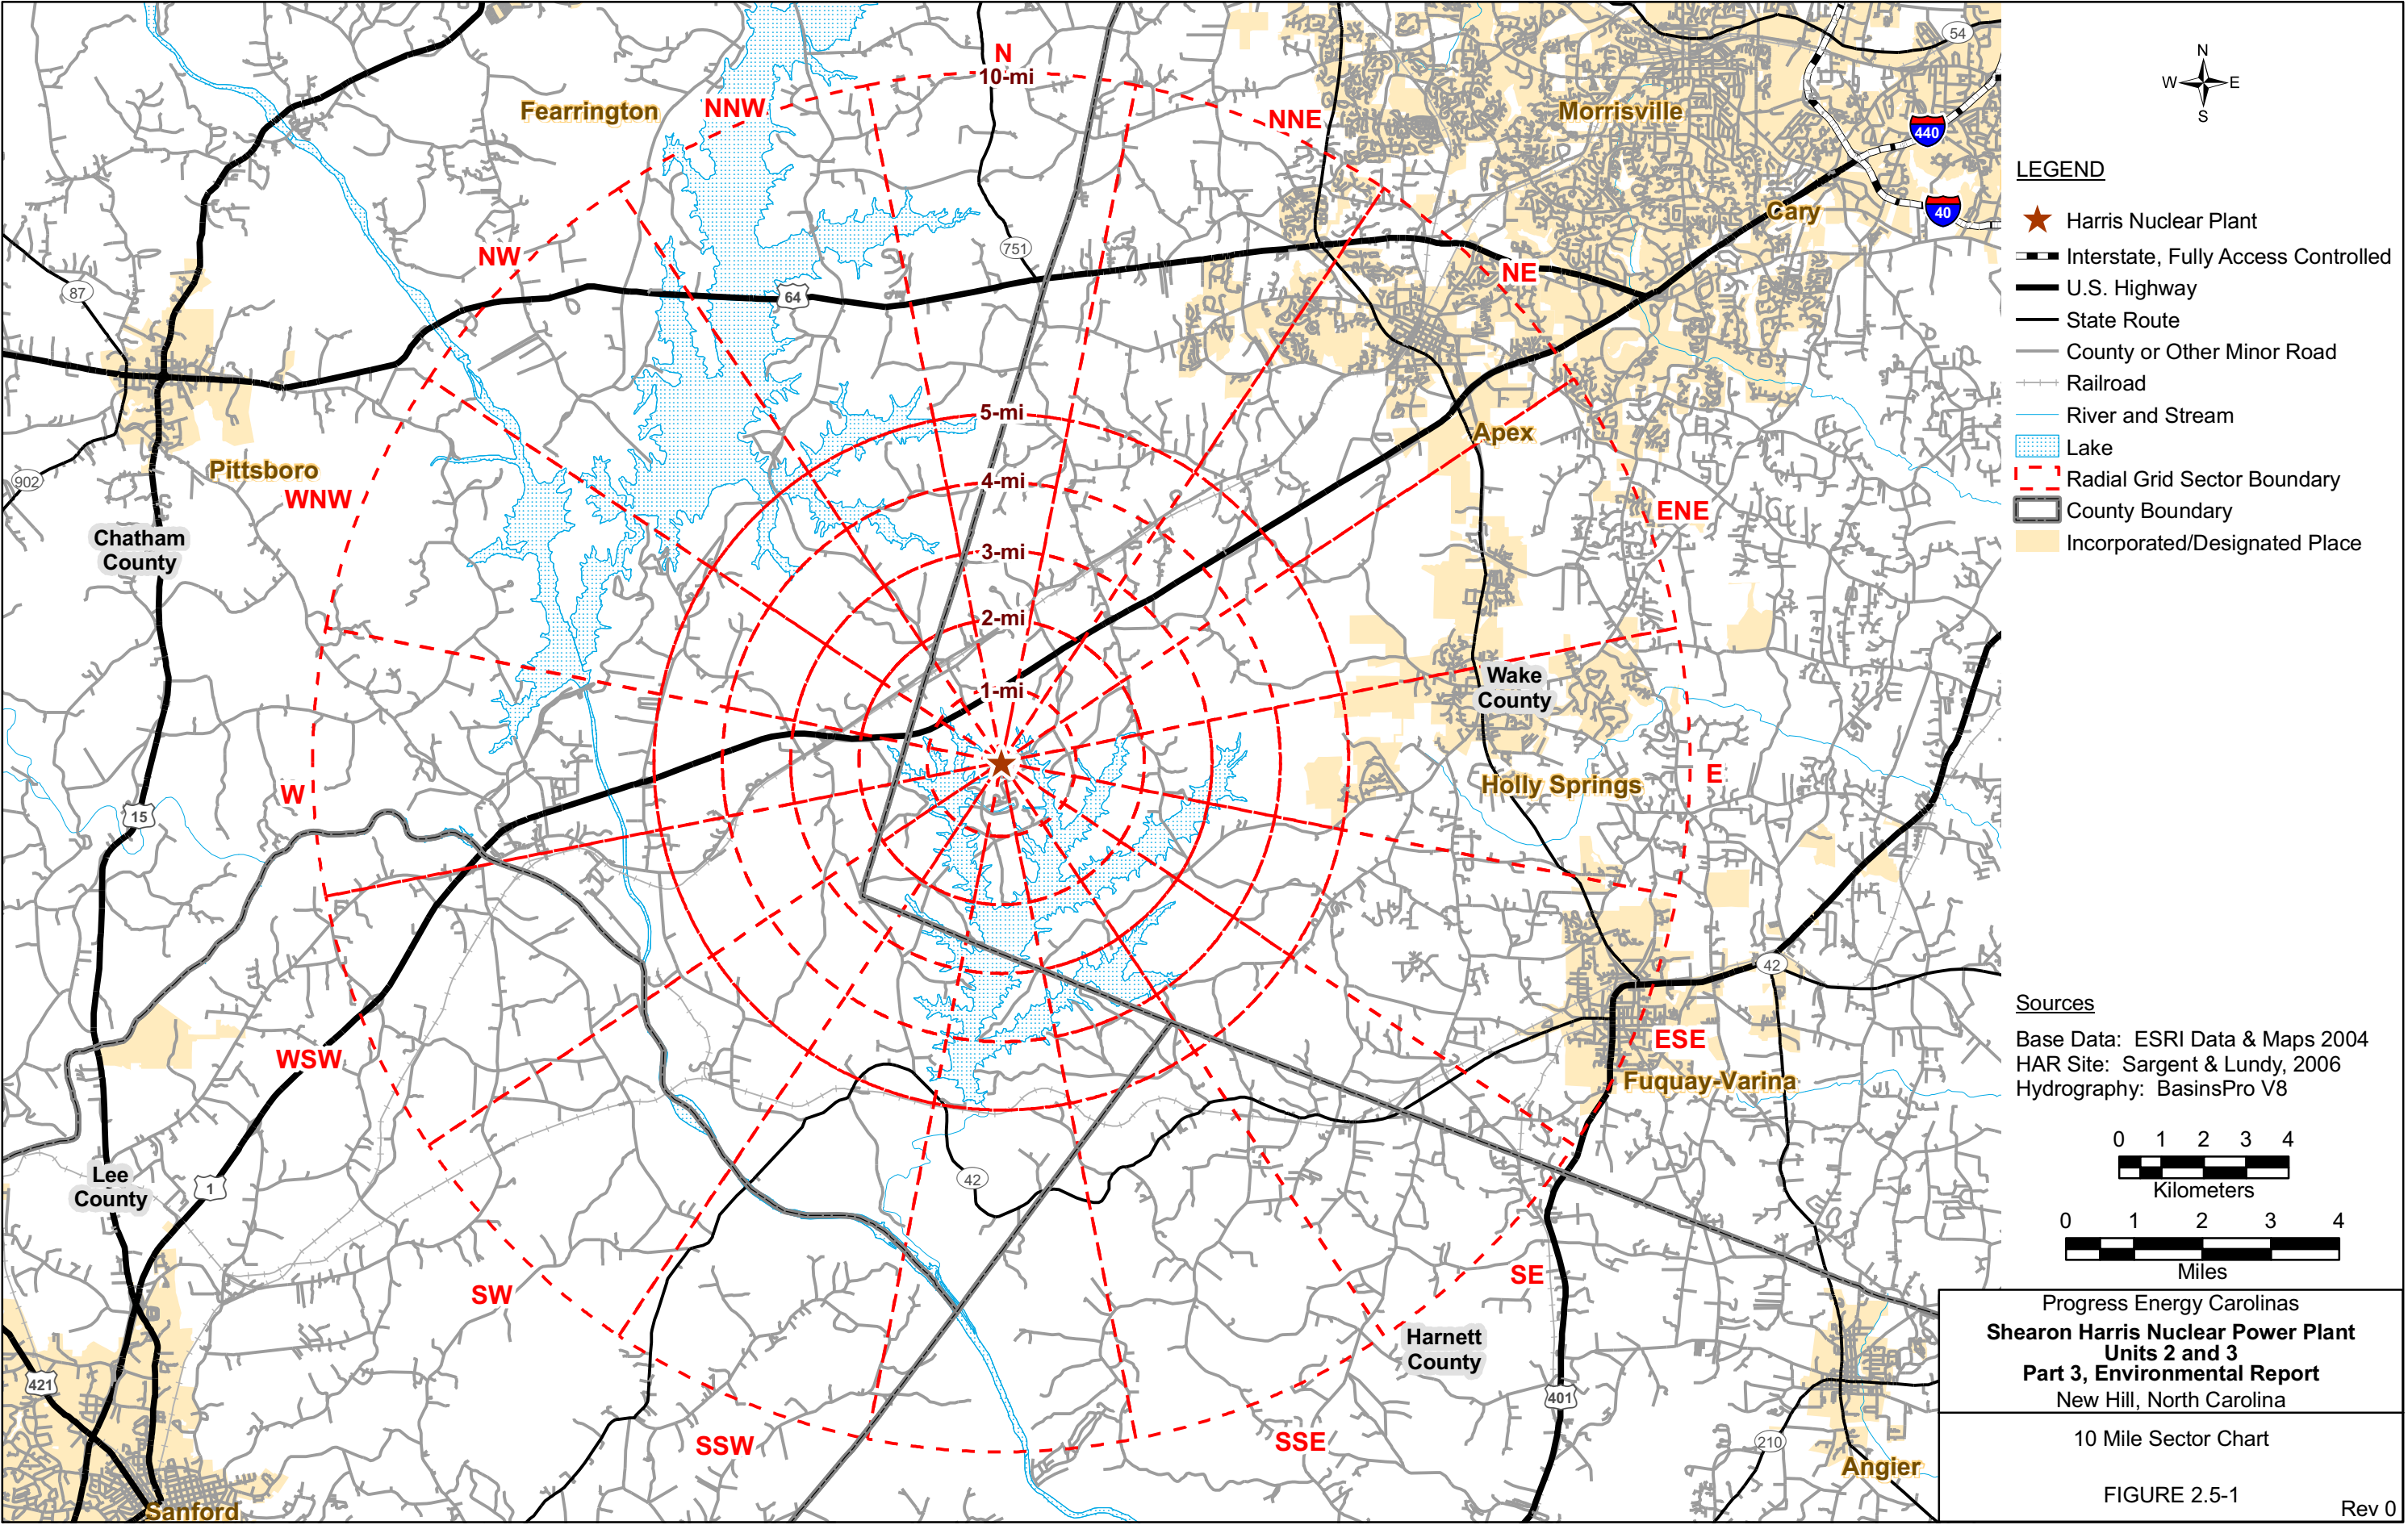 N
10-mi
NNW
NNE
NW
NE
WNW
ENE
W
E
WSW
ESE
SW
SE
SSW
SSE
5-mi
4-mi
3-mi
2-mi
1-mi
Fearrington
Morrisville
Cary
Pittsboro
Apex
Holly Springs
Fuquay-Varina
Angier
Sanford
Chatham
County
Wake
County
Lee
County
Harnett
County
54
440
40
751
64
87
902
15
42
42
1
421
401
210
N
W
E
S
LEGEND
Harris Nuclear Plant
Interstate, Fully Access Controlled
U.S. Highway
State Route
County or Other Minor Road
Railroad
River and Stream
Lake
Radial Grid Sector Boundary
County Boundary
Incorporated/Designated Place
Sources
Base Data: ESRI Data & Maps 2004
HAR Site: Sargent & Lundy, 2006
Hydrography: BasinsPro V8
0 1 2 3 4
Kilometers
0 1 2 3 4
Miles
Progress Energy Carolinas
Shearon Harris Nuclear Power Plant
Units 2 and 3
Part 3, Environmental Report
New Hill, North Carolina
10 Mile Sector Chart
FIGURE 2.5-1
Rev 0